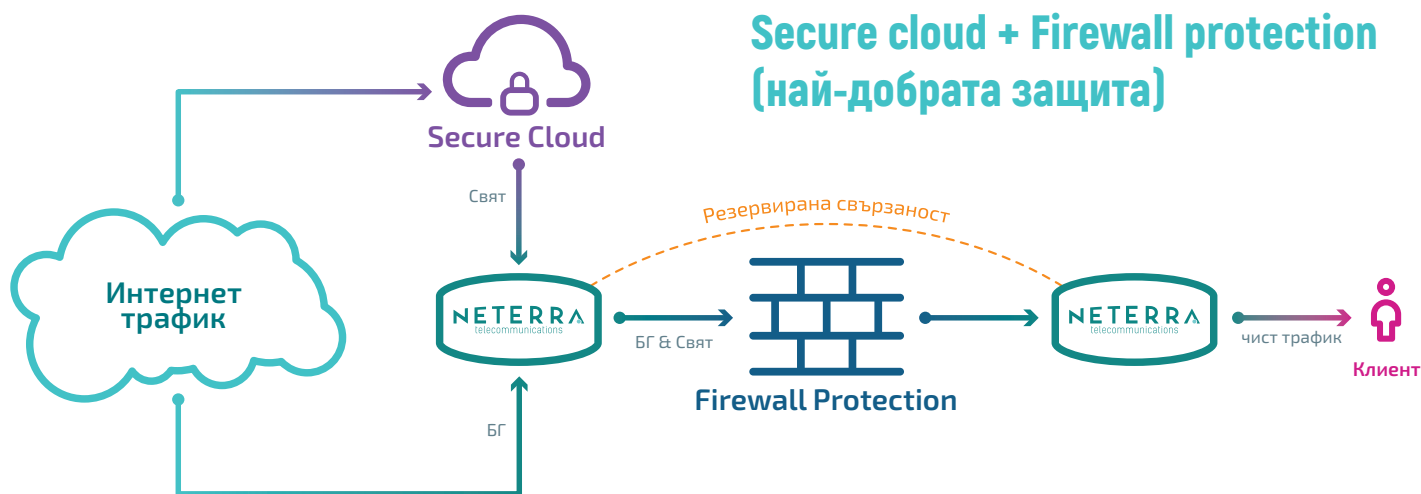 Secure cloud + Firewall protection
(най-добрата защита)
Secure Cloud
Свят
Резервирана свързаност
Интернет
трафик
NETERRA
telecommunications
БГ & Свят
NETERRA
telecommunications
чист трафик
Клиент
Firewall Protection
БГ